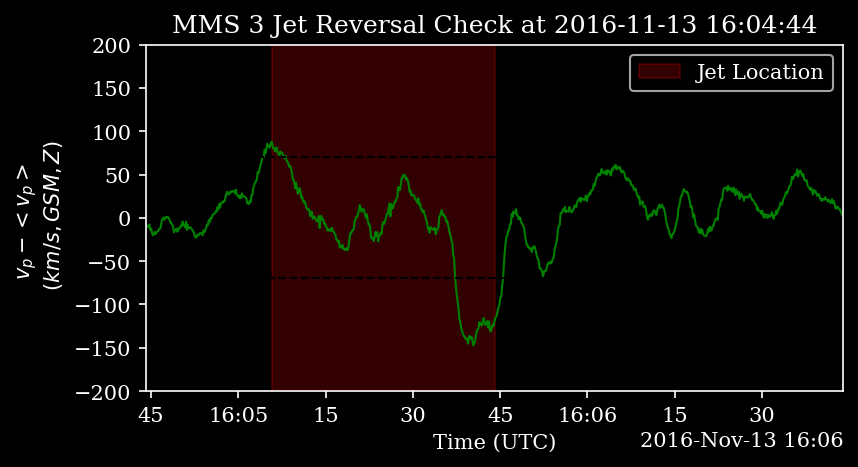 MMS 3 Jet Reversal Check at 2016-11-13 16:04:44
200
150
100
50
0
−50
−100
−150
−200
v_p − < v_p >
(km/s, GSM, Z)
Jet Location
45 16:05 15 30 45 16:06 15 30
Time (UTC)
2016-Nov-13 16:06